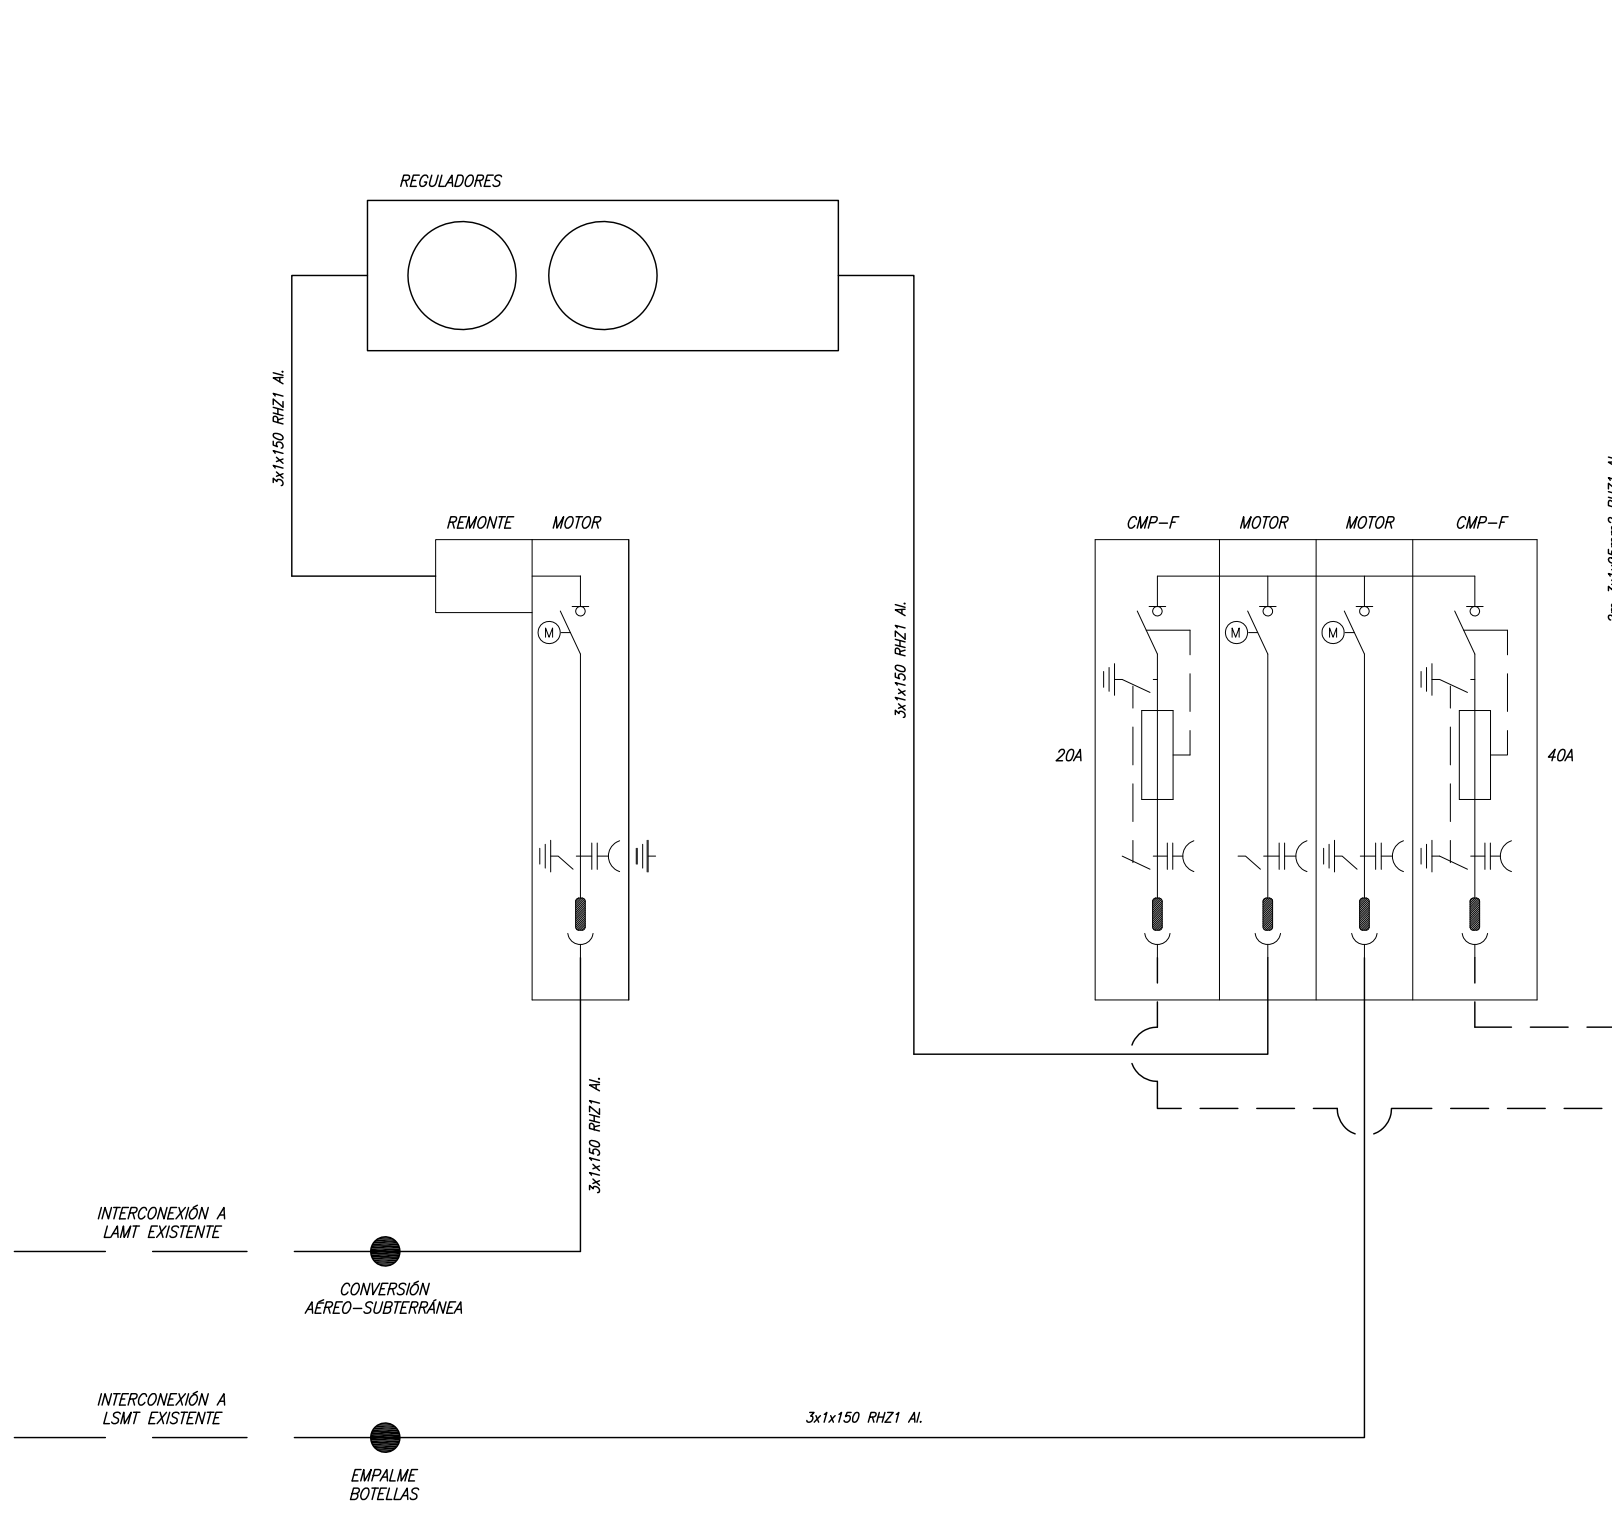 REGULADORES
3x1x150 RHZ1 Al.
REMONTE
MOTOR
CMP-F
MOTOR
MOTOR
CMP-F
M
M
M
3x1x150 RHZ1 Al.
20A
40A
3x1x150 RHZ1 Al.
INTERCONEXIÓN A
LAMT EXISTENTE
CONVERSIÓN
AÉREO-SUBTERRÁNEA
INTERCONEXIÓN A
LSMT EXISTENTE
3x1x150 RHZ1 Al.
EMPALME
BOTELLAS